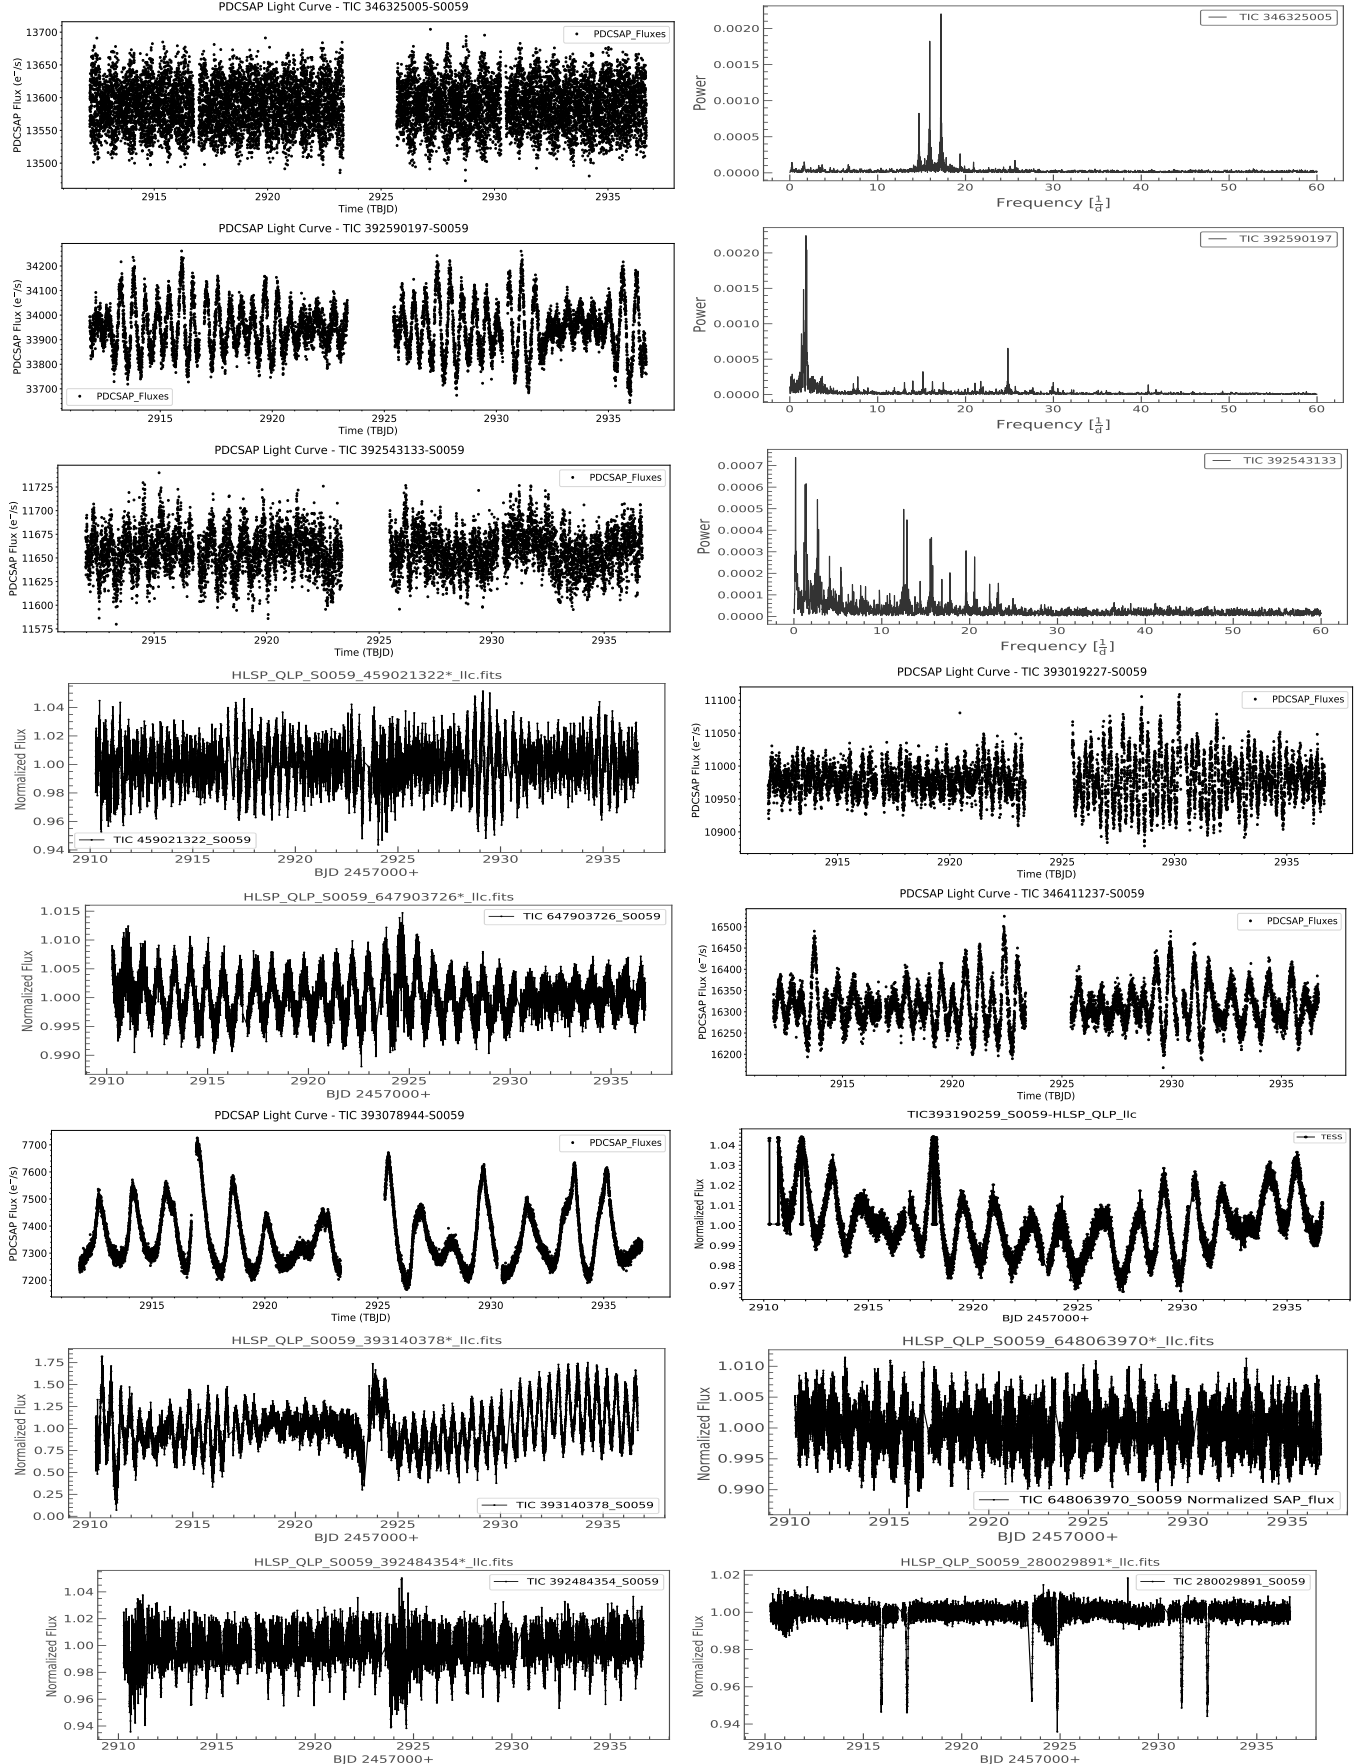 PDCSAP Light Curve - TIC 346325005-S0059
PDCSAP Flux (e⁻/s)
13700
13650
13600
13550
13500
PDCSAP_Fluxes
2915 2920 2925 2930 2935
Time (TBJD)
Power
0.0020
0.0015
0.0010
0.0005
0.0000
TIC 346325005
0 10 20 30 40 50 60
Frequency [1/d]
PDCSAP Light Curve - TIC 392590197-S0059
PDCSAP Flux (e⁻/s)
34200
34100
34000
33900
33800
33700
PDCSAP_Fluxes
2915 2920 2925 2930 2935
Time (TBJD)
Power
0.0020
0.0015
0.0010
0.0005
0.0000
TIC 392590197
0 10 20 30 40 50 60
Frequency [1/d]
PDCSAP Light Curve - TIC 392543133-S0059
PDCSAP Flux (e⁻/s)
11725
11700
11675
11650
11625
11600
11575
PDCSAP_Fluxes
2915 2920 2925 2930 2935
Time (TBJD)
Power
0.0007
0.0006
0.0005
0.0004
0.0003
0.0002
0.0001
0.0000
TIC 392543133
0 10 20 30 40 50 60
Frequency [1/d]
HLSP_QLP_S0059_459021322*_llc.fits
Normalized Flux
1.04
1.02
1.00
0.98
0.96
0.94
TIC 459021322_S0059
2910 2915 2920 2925 2930 2935
BJD 2457000+
PDCSAP Light Curve - TIC 393019227-S0059
PDCSAP Flux (e⁻/s)
11100
11050
11000
10950
10900
PDCSAP_Fluxes
2915 2920 2925 2930 2935
Time (TBJD)
HLSP_QLP_S0059_647903726*_llc.fits
Normalized Flux
1.015
1.010
1.005
1.000
0.995
0.990
TIC 647903726_S0059
2910 2915 2920 2925 2930 2935
BJD 2457000+
PDCSAP Light Curve - TIC 346411237-S0059
PDCSAP Flux (e⁻/s)
16500
16450
16400
16350
16300
16250
16200
PDCSAP_Fluxes
2915 2920 2925 2930 2935
Time (TBJD)
PDCSAP Light Curve - TIC 393078944-S0059
PDCSAP Flux (e⁻/s)
7700
7600
7500
7400
7300
7200
PDCSAP_Fluxes
2915 2920 2925 2930 2935
Time (TBJD)
TIC393190259_S0059-HLSP_QLP_llc
Normalized Flux
1.04
1.03
1.02
1.01
1.00
0.99
0.98
0.97
TESS
2910 2915 2920 2925 2930 2935
BJD 2457000+
HLSP_QLP_S0059_393140378*_llc.fits
Normalized Flux
1.75
1.50
1.25
1.00
0.75
0.50
0.25
0.00
TIC 393140378_S0059
2910 2915 2920 2925 2930 2935
BJD 2457000+
HLSP_QLP_S0059_648063970*_llc.fits
Normalized Flux
1.010
1.005
1.000
0.995
0.990
TIC 648063970_S0059 Normalized SAP_flux
2910 2915 2920 2925 2930 2935
BJD 2457000+
HLSP_QLP_S0059_392484354*_llc.fits
Normalized Flux
1.04
1.02
1.00
0.98
0.96
0.94
TIC 392484354_S0059
2910 2915 2920 2925 2930 2935
BJD 2457000+
HLSP_QLP_S0059_280029891*_llc.fits
Normalized Flux
1.02
1.00
0.98
0.96
0.94
TIC 280029891_S0059
2910 2915 2920 2925 2930 2935
BJD 2457000+